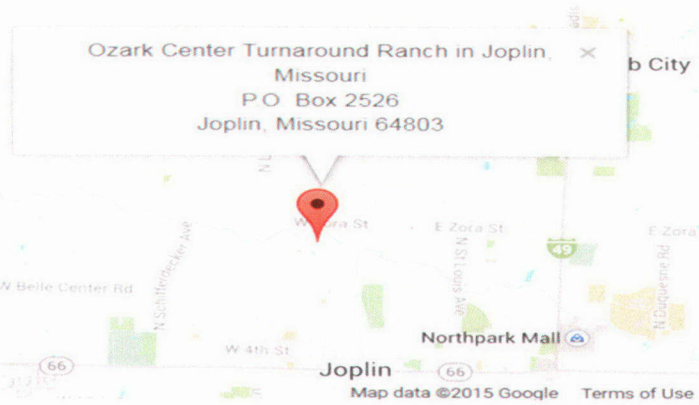 Ozark Center Turnaround Ranch in Joplin,
Missouri
P O Box 2526
Joplin, Missouri 64803
b City
E Zora St
E Zora
49
N Schifferdecker Ave
N St Louis Ave
N Duquesne Rd
W Belle Center Rd
Northpark Mall
W 4th St
66
Joplin
66
Map data ©2015 Google Terms of Use